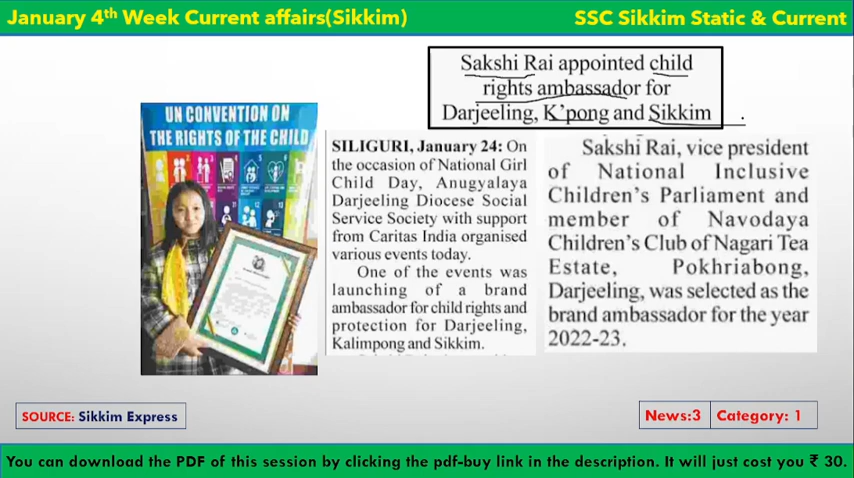 January 4th Week Current affairs(Sikkim)
SSC Sikkim Static & Current
Sakshi Rai appointed child
rights ambassador for
Darjeeling, K'pong and Sikkim
UN CONVENTION ON
THE RIGHTS OF THE CHILD
SILIGURI, January 24: On
the occasion of National Girl
Child Day, Anugyalaya
Darjeeling Diocese Social
Service Society with support
from Caritas India organised
various events today.
One of the events was
launching of a brand
ambassador for child rights and
protection for Darjeeling,
Kalimpong and Sikkim.
Sakshi Rai, vice president
of National Inclusive
Children's Parliament and
member of Navodaya
Children's Club of Nagari Tea
Estate, Pokhriabong,
Darjeeling, was selected as the
brand ambassador for the year
2022-23.
SOURCE: Sikkim Express
News:3
Category: 1
You can download the PDF of this session by clicking the pdf-buy link in the description. It will just cost you ₹ 30.